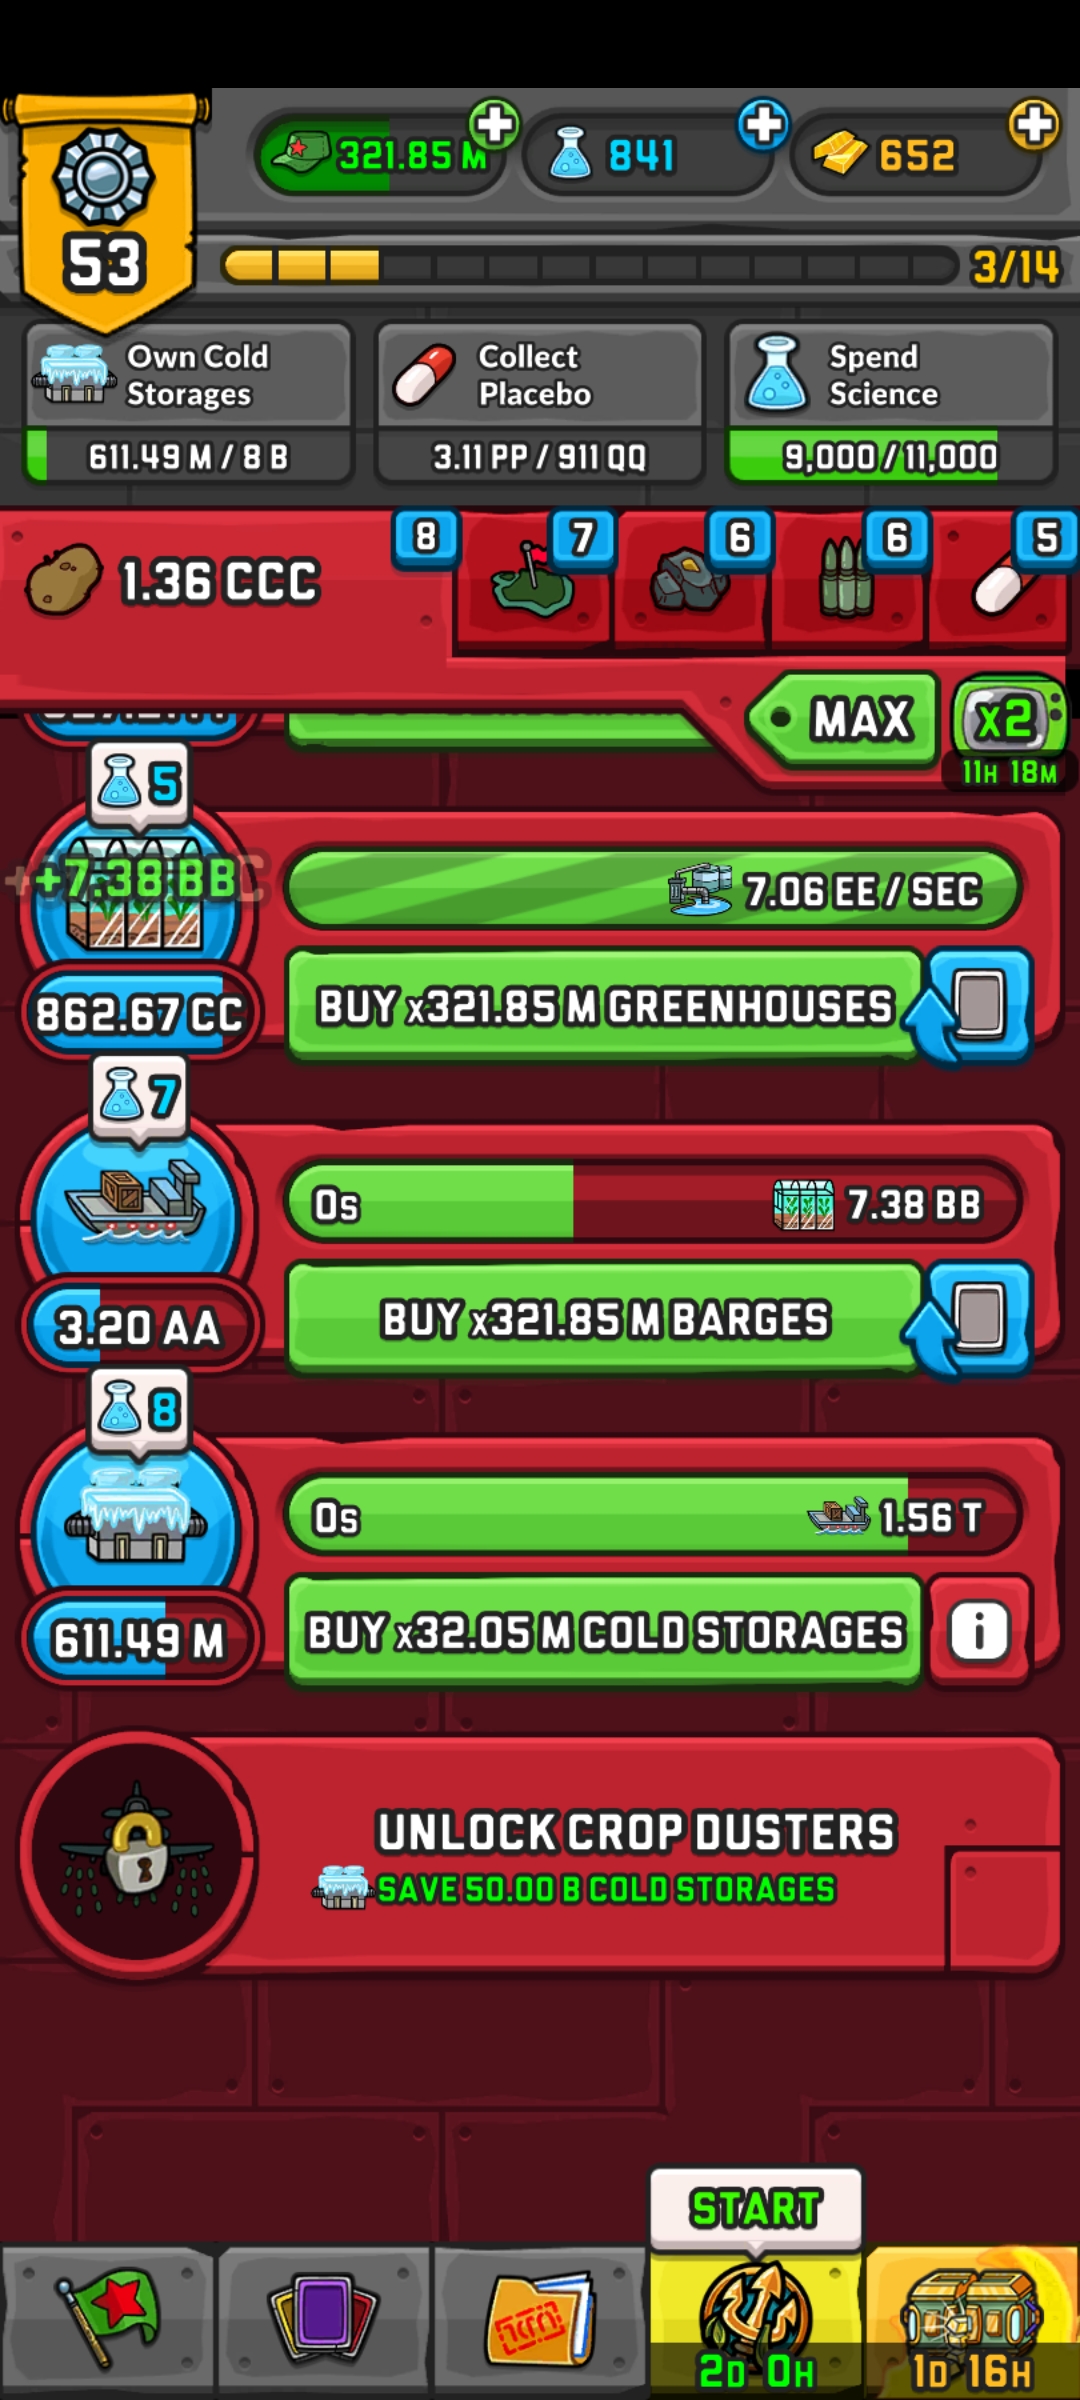 53
321.85 M
841
652
3/14
Own Cold
Storages
611.49 M / 8 B
Collect
Placebo
3.11 PP / 911 QQ
Spend
Science
9,000 / 11,000
1.36 CCC
8
7
6
6
5
MAX
x2
11H 18M
5
+7.38 BB
7.06 EE / SEC
862.67 CC
BUY x321.85 M GREENHOUSES
7
0s
7.38 BB
3.20 AA
BUY x321.85 M BARGES
8
0s
1.56 T
611.49 M
BUY x32.05 M COLD STORAGES
i
UNLOCK CROP DUSTERS
SAVE 50.00 B COLD STORAGES
START
2D 0H
1D 16H